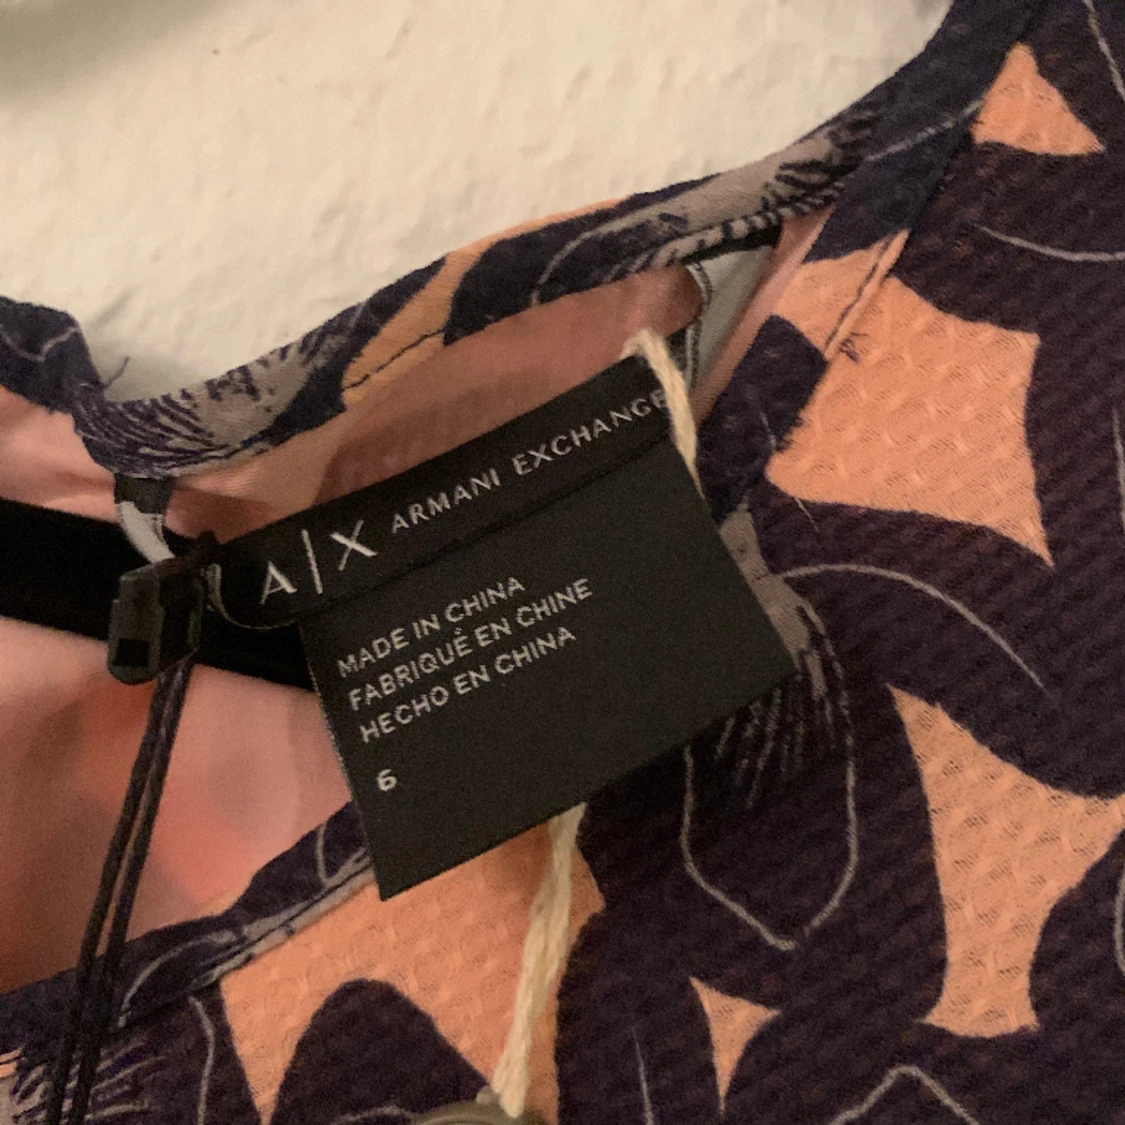 A|X ARMANI EXCHANGE
MADE IN CHINA
FABRIQUÉ EN CHINE
HECHO EN CHINA
6